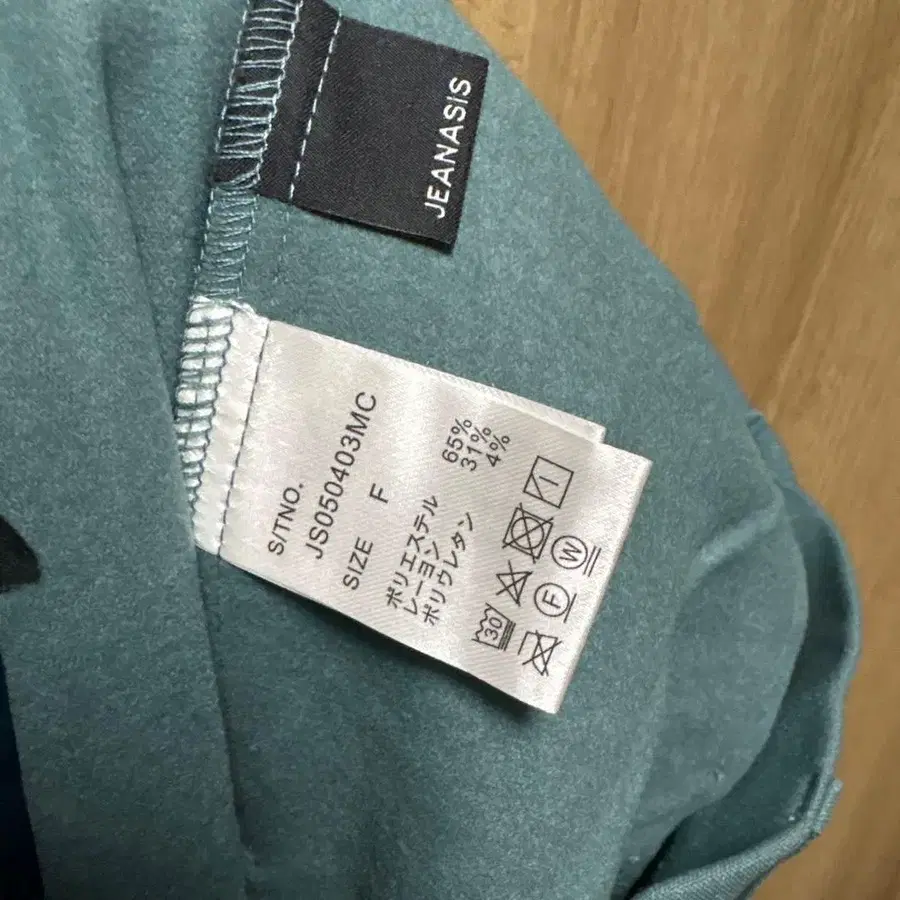 JEANASIS
S/TNO.
JS050403MC
SIZE F
ポリエステル 65%
レーヨン 31%
ポリウレタン 4%
30
F W